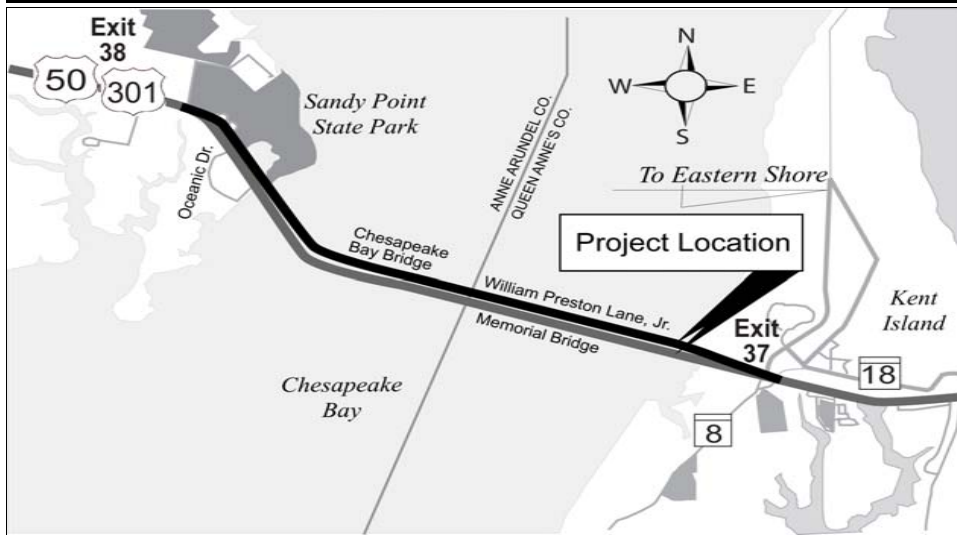 Exit
38
50
301
Sandy Point
State Park
Oceanic Dr.
ANNE ARUNDEL CO.
QUEEN ANNE'S CO.
N
W
E
S
To Eastern Shore
Project Location
Chesapeake
Bay Bridge
William Preston Lane, Jr.
Memorial Bridge
Exit
37
Kent
Island
18
8
Chesapeake
Bay